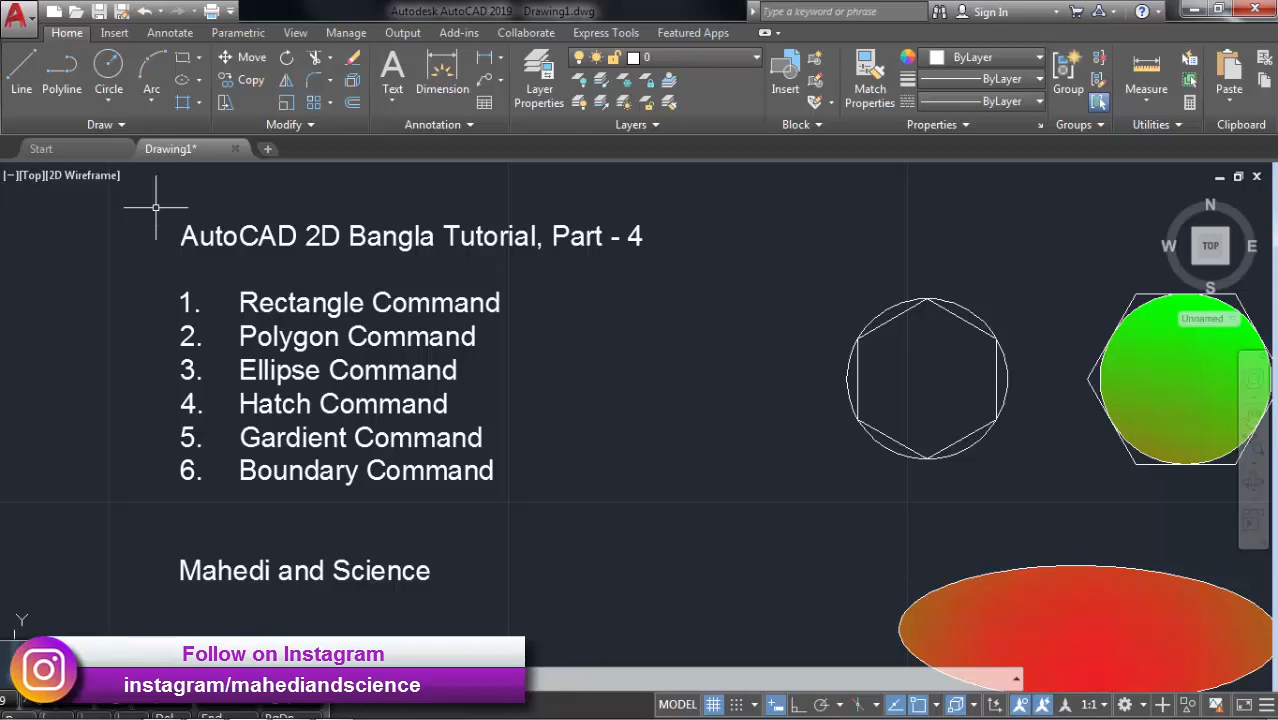 Autodesk AutoCAD 2019 Drawing1.dwg
Type a keyword or phrase
Sign In
Home Insert Annotate Parametric View Manage Output Add-ins Collaborate Express Tools Featured Apps
Line Polyline Circle Arc
Move
Copy
Text Dimension
Layer Properties
0
Insert
Match Properties
ByLayer
ByLayer
ByLayer
Group
Measure
Paste
Draw Modify Annotation Layers Block Properties Groups Utilities Clipboard
Start Drawing1*
[−][Top][2D Wireframe]
AutoCAD 2D Bangla Tutorial, Part - 4
1. Rectangle Command
2. Polygon Command
3. Ellipse Command
4. Hatch Command
5. Gardient Command
6. Boundary Command
Mahedi and Science
N
W TOP E
S
Unnamed
Y
Follow on Instagram
instagram/mahediandscience
MODEL
1:1